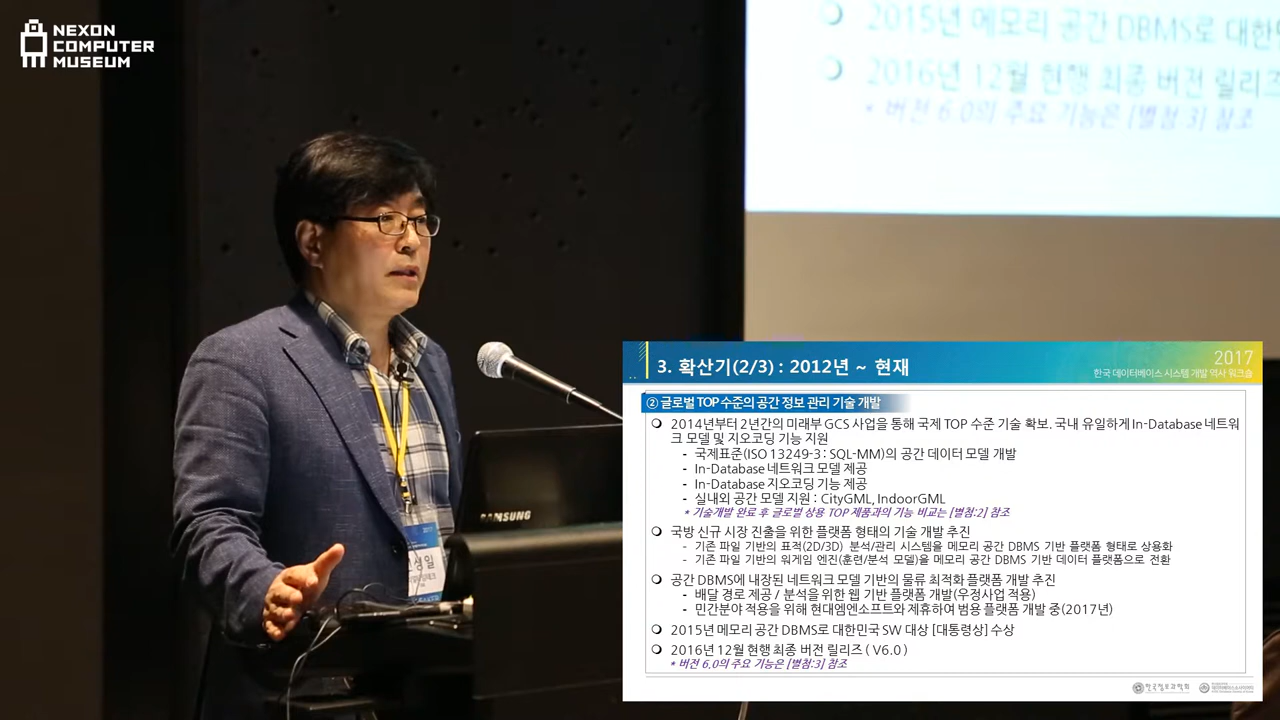 NEXON
COMPUTER
MUSEUM
2015년 메모리 공간 DBMS로 대한
2016년 12월 현행 최종 버전 릴리즈
* 버전 6.0의 주요 기능은 [별첨 3] 참조
SAMSUNG
2017
성일
3. 확산기(2/3) : 2012년 ~ 현재
2017
한국 데이터베이스 시스템 개발 역사 워크숍
② 글로벌 TOP 수준의 공간 정보 관리 기술 개발
❍ 2014년부터 2년간의 미래부 GCS 사업을 통해 국제 TOP 수준 기술 확보. 국내 유일하게 In-Database 네트워
크 모델 및 지오코딩 기능 지원
- 국제표준(ISO 13249-3 : SQL-MM)의 공간 데이터 모델 개발
- In-Database 네트워크 모델 제공
- In-Database 지오코딩 기능 제공
- 실내외 공간 모델 지원 : CityGML, IndoorGML
* 기술개발 완료 후 글로벌 상용 TOP 제품과의 기능 비교는 [별첨:2] 참조
❍ 국방 신규 시장 진출을 위한 플랫폼 형태의 기술 개발 추진
- 기존 파일 기반의 표적(2D/3D) 분석/관리 시스템을 메모리 공간 DBMS 기반 플랫폼 형태로 상용화
- 기존 파일 기반의 워게임 엔진(훈련/분석 모델)을 메모리 공간 DBMS 기반 데이터 플랫폼으로 전환
❍ 공간 DBMS에 내장된 네트워크 모델 기반의 물류 최적화 플랫폼 개발 추진
- 배달 경로 제공 / 분석을 위한 웹 기반 플랫폼 개발(우정사업 적용)
- 민간분야 적용을 위해 현대엠엔소프트와 제휴하여 범용 플랫폼 개발 중(2017년)
❍ 2015년 메모리 공간 DBMS로 대한민국 SW 대상 [대통령상] 수상
❍ 2016년 12월 현행 최종 버전 릴리즈 ( V6.0 )
* 버전 6.0의 주요 기능은 [별첨:3] 참조
한국정보과학회